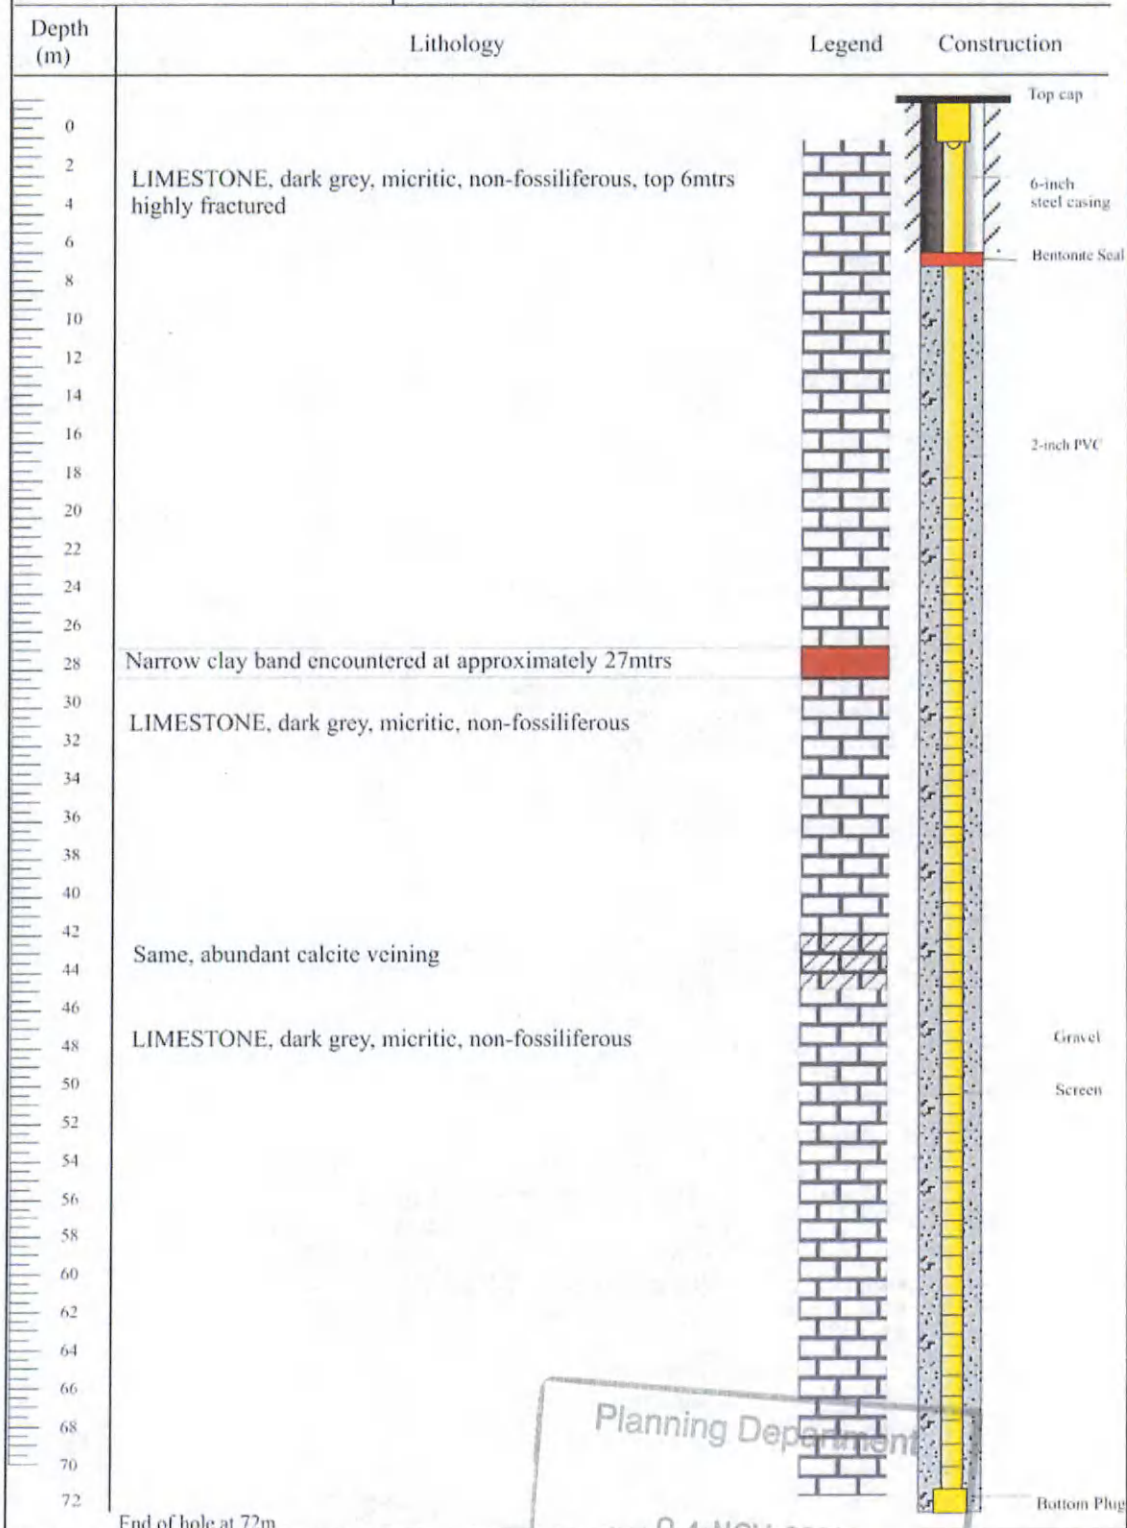 Depth
(m)
Lithology
Legend
Construction
Top cap
0
2
LIMESTONE, dark grey, micritic, non-fossiliferous, top 6mtrs
highly fractured
4
6-inch
steel casing
6
Bentonite Seal
8
10
12
14
16
2-inch PVC
18
20
22
24
26
28
Narrow clay band encountered at approximately 27mtrs
30
LIMESTONE, dark grey, micritic, non-fossiliferous
32
34
36
38
40
42
Same, abundant calcite veining
44
46
LIMESTONE, dark grey, micritic, non-fossiliferous
48
Gravel
50
Screen
52
54
56
58
60
62
64
66
68
Planning Department
70
72
Bottom Plug
End of hole at 72m